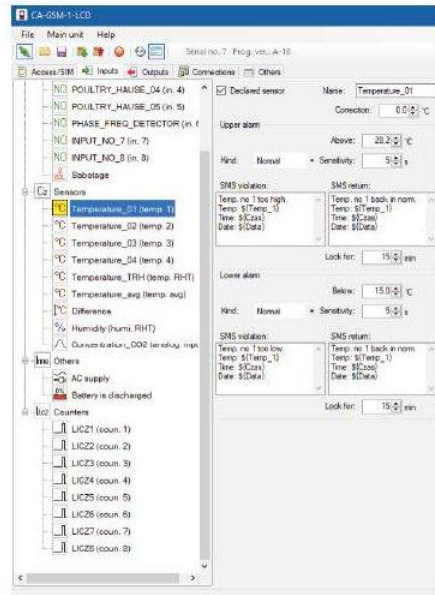 CA-GSM-1-LCD
File Main unit Help
Serial no. 7 Prog. ver.: A-18
Access/SIM Inputs Outputs Connections Others
NO POULTRY_HAUSE_04 (in. 4)
NO POULTRY_HAUSE_05 (in. 5)
NO PHASE_FREQ_DETECTOR (in. 6
NO INPUT_NO_7 (in. 7)
NO INPUT_NO_8 (in. 8)
Sabotage
Cz Sensors
°C Temperature_01 (temp. 1)
°C Temperature_02 (temp. 2)
°C Temperature_03 (temp. 3)
°C Temperature_04 (temp. 4)
°C Temperature_TRH (temp. RHT)
°C Temperature_avg (temp. avg)
°C Difference
% Humidity (humi. RHT)
Concentration_CO2 (analog. inpu
Inne Others
AC supply
0% Battery is discharged
licz Counters
LICZ1 (coun. 1)
LICZ2 (coun. 2)
LICZ3 (coun. 3)
LICZ4 (coun. 4)
LICZ5 (coun. 5)
LICZ6 (coun. 6)
LICZ7 (coun. 7)
LICZ8 (coun. 8)
Declared sensor Name: Temperature_01
Correction: 0.0 °C
Upper alarm
Above: 28.2 °C
Kind: Normal Sensitivity: 5 s
SMS violation: SMS return:
Temp. no 1 too high. Temp. no 1 back in norm.
Temp: ${Temp_1} Temp: ${Temp_1}
Time: ${Czas} Time: ${Czas}
Date: ${Data} Date: ${Data}
Lock for: 15 min
Lower alarm
Below: 15.0 °C
Kind: Normal Sensitivity: 5 s
SMS violation: SMS return:
Temp. no 1 too low. Temp. no 1 back in norm.
Temp: ${Temp_1} Temp: ${Temp_1}
Time: ${Czas} Time: ${Czas}
Date: ${Data} Date: ${Data}
Lock for: 15 min